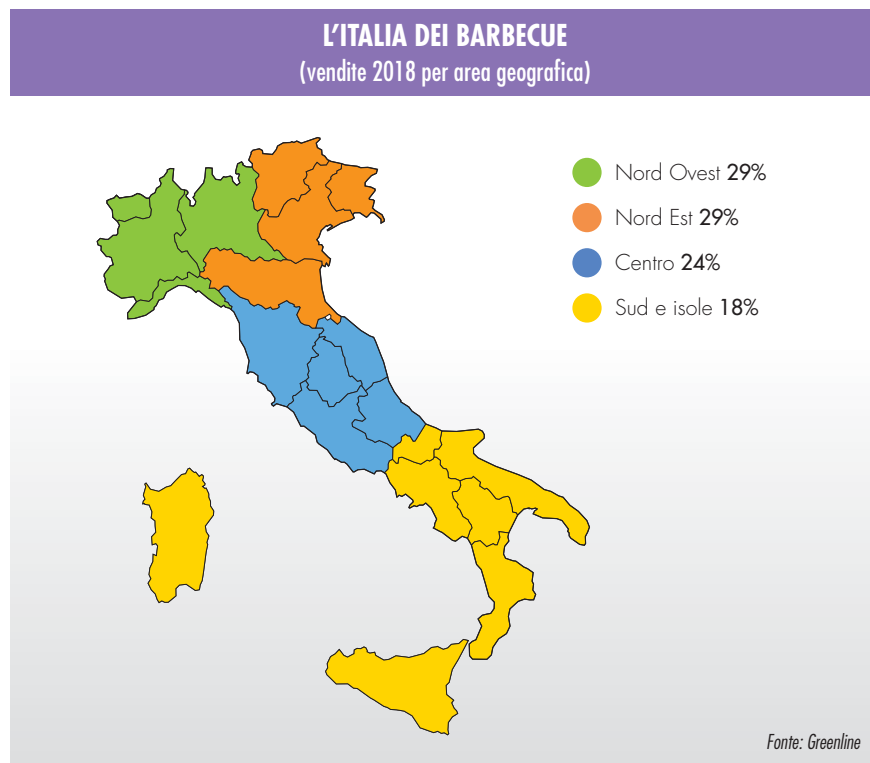 L'ITALIA DEI BARBECUE
(vendite 2018 per area geografica)
Nord Ovest 29%
Nord Est 29%
Centro 24%
Sud e isole 18%
Fonte: Greenline